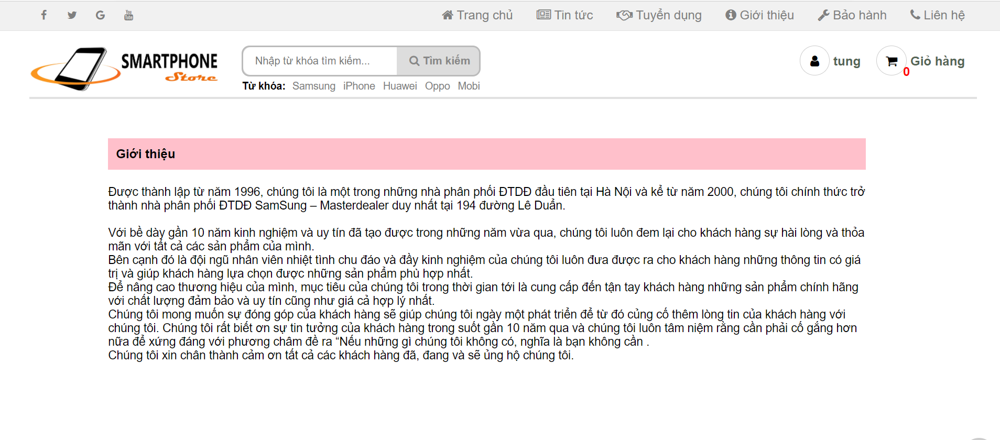 You Tube
Trang chủ
Tin tức
Tuyển dụng
Giới thiệu
Bảo hành
Liên hệ
SMARTPHONE
Store
Nhập từ khóa tìm kiếm...
Tìm kiếm
tung
0
Giỏ hàng
Từ khóa: Samsung iPhone Huawei Oppo Mobi
Giới thiệu
Được thành lập từ năm 1996, chúng tôi là một trong những nhà phân phối ĐTDĐ đầu tiên tại Hà Nội và kể từ năm 2000, chúng tôi chính thức trở
thành nhà phân phối ĐTDĐ SamSung – Masterdealer duy nhất tại 194 đường Lê Duẩn.
Với bề dày gần 10 năm kinh nghiệm và uy tín đã tạo được trong những năm vừa qua, chúng tôi luôn đem lại cho khách hàng sự hài lòng và thỏa
mãn với tất cả các sản phẩm của mình.
Bên cạnh đó là đội ngũ nhân viên nhiệt tình chu đáo và đầy kinh nghiệm của chúng tôi luôn đưa được ra cho khách hàng những thông tin có giá
trị và giúp khách hàng lựa chọn được những sản phẩm phù hợp nhất.
Để nâng cao thương hiệu của mình, mục tiêu của chúng tôi trong thời gian tới là cung cấp đến tận tay khách hàng những sản phẩm chính hãng
với chất lượng đảm bảo và uy tín cũng như giá cả hợp lý nhất.
Chúng tôi mong muốn sự đóng góp của khách hàng sẽ giúp chúng tôi ngày một phát triển để từ đó củng cố thêm lòng tin của khách hàng với
chúng tôi. Chúng tôi rất biết ơn sự tin tưởng của khách hàng trong suốt gần 10 năm qua và chúng tôi luôn tâm niệm rằng cần phải cố gắng hơn
nữa để xứng đáng với phương châm đề ra “Nếu những gì chúng tôi không có, nghĩa là bạn không cần .
Chúng tôi xin chân thành cảm ơn tất cả các khách hàng đã, đang và sẽ ủng hộ chúng tôi.